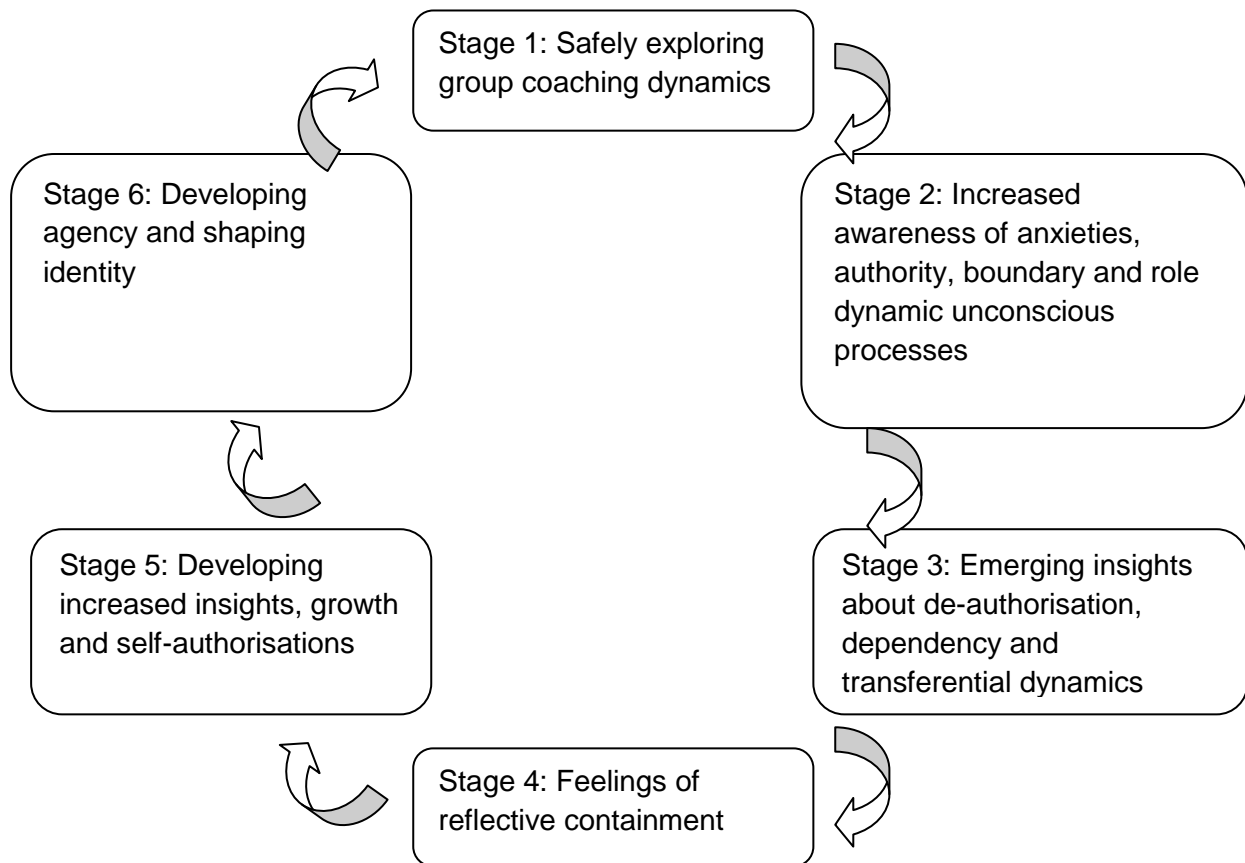 Stage 1: Safely exploring
group coaching dynamics
Stage 2: Increased
awareness of anxieties,
authority, boundary and role
dynamic unconscious
processes
Stage 3: Emerging insights
about de-authorisation,
dependency and
transferential dynamics
Stage 4: Feelings of
reflective containment
Stage 5: Developing
increased insights, growth
and self-authorisations
Stage 6: Developing
agency and shaping
identity